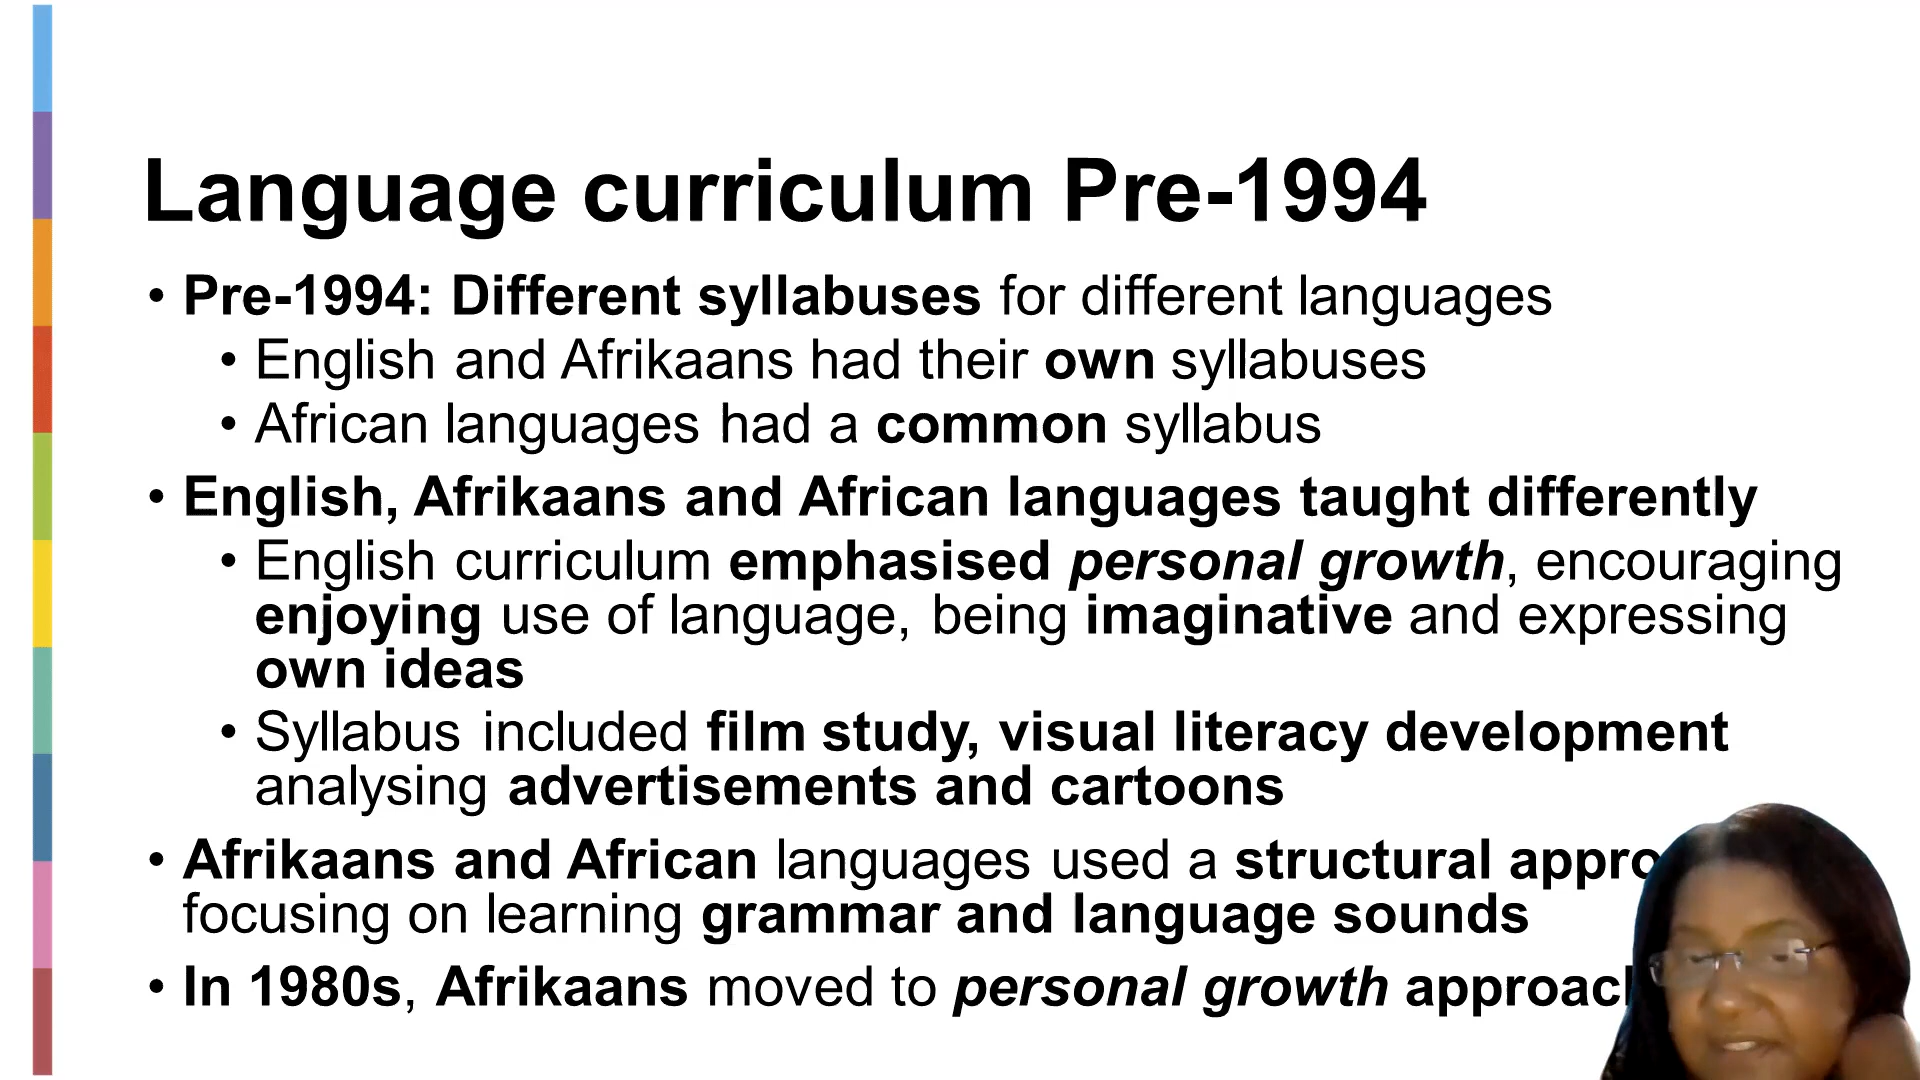 Language curriculum Pre-1994
• Pre-1994: Different syllabuses for different languages
• English and Afrikaans had their own syllabuses
• African languages had a common syllabus
• English, Afrikaans and African languages taught differently
• English curriculum emphasised personal growth, encouraging
enjoying use of language, being imaginative and expressing
own ideas
• Syllabus included film study, visual literacy development
analysing advertisements and cartoons
• Afrikaans and African languages used a structural
focusing on learning grammar and language sounds
• In 1980s, Afrikaans moved to personal growth approach